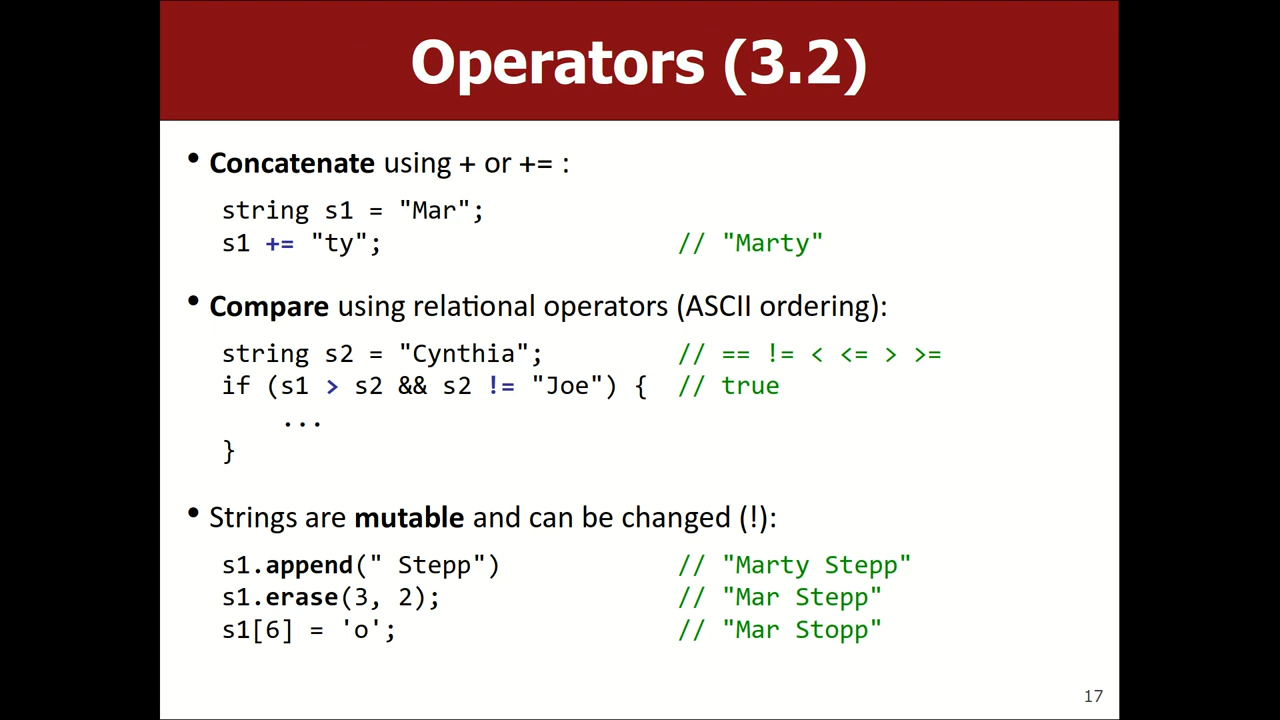 Operators (3.2)
• Concatenate using + or += :
string s1 = "Mar";
s1 += "ty"; // "Marty"
• Compare using relational operators (ASCII ordering):
string s2 = "Cynthia"; // == != < <= > >=
if (s1 > s2 && s2 != "Joe") { // true
...
}
• Strings are mutable and can be changed (!):
s1.append(" Stepp") // "Marty Stepp"
s1.erase(3, 2); // "Mar Stepp"
s1[6] = 'o'; // "Mar Stopp"
17